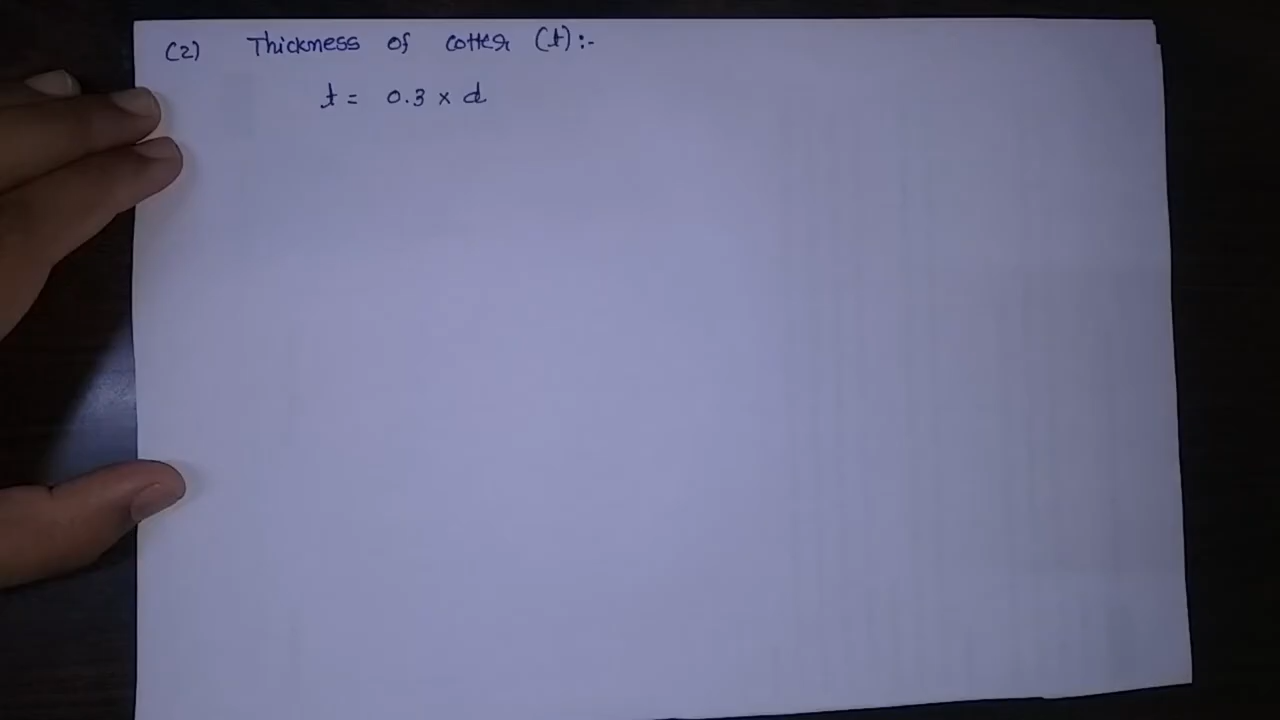 (2) Thickness of cotter (t):-
t = 0.3 × d